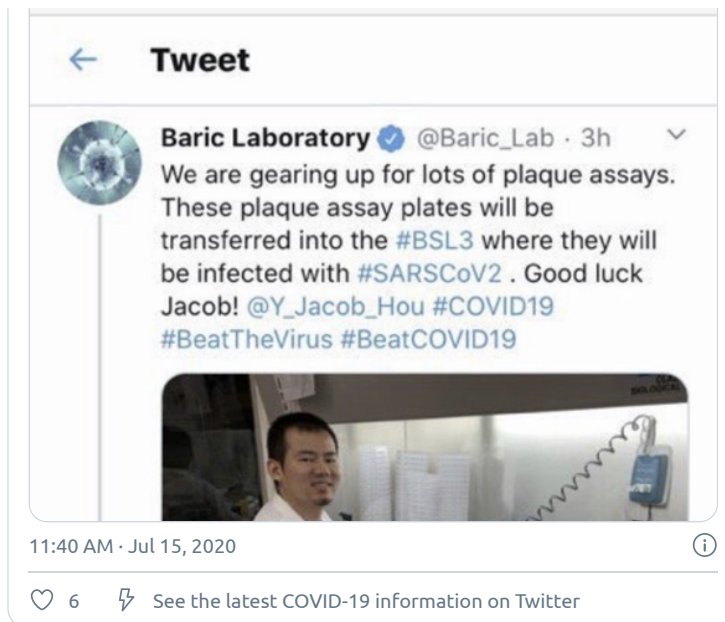 Tweet
Baric Laboratory @Baric_Lab · 3h
We are gearing up for lots of plaque assays.
These plaque assay plates will be
transferred into the #BSL3 where they will
be infected with #SARSCoV2 . Good luck
Jacob! @Y_Jacob_Hou #COVID19
#BeatTheVirus #BeatCOVID19
BIOLOGICAL
11:40 AM · Jul 15, 2020
6 See the latest COVID-19 information on Twitter